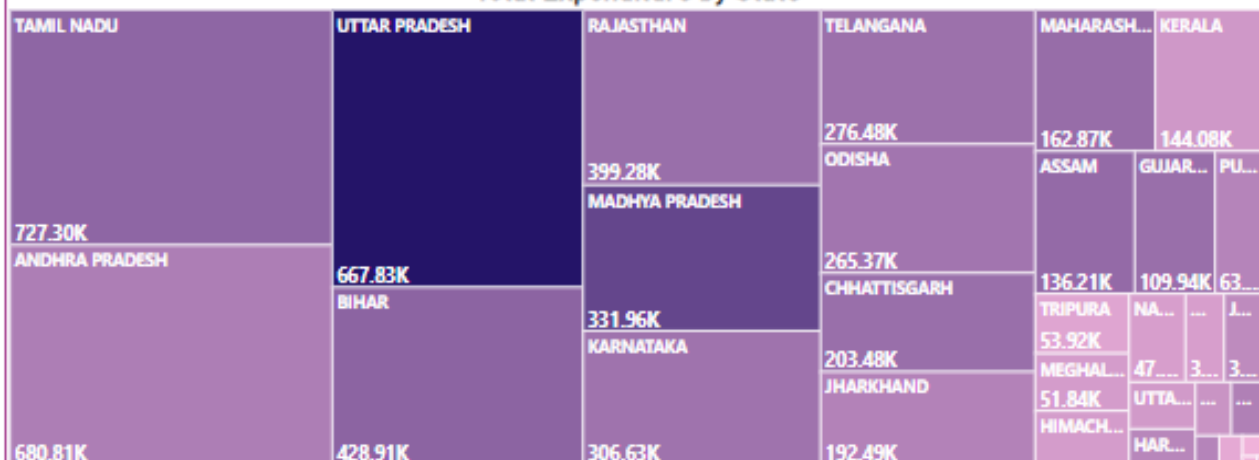 TAMIL NADU
727.30K
ANDHRA PRADESH
680.81K
UTTAR PRADESH
667.83K
BIHAR
428.91K
RAJASTHAN
399.28K
MADHYA PRADESH
331.96K
KARNATAKA
306.63K
TELANGANA
276.48K
ODISHA
265.37K
CHHATTISGARH
203.48K
JHARKHAND
192.49K
MAHARASH...
162.87K
KERALA
144.08K
ASSAM
136.21K
GUJAR...
109.94K
PU...
63....
TRIPURA
53.92K
MEGHAL...
51.84K
HIMACH...
NA...
47....
...
3...
J...
3...
UTTA...
...
...
HAR...